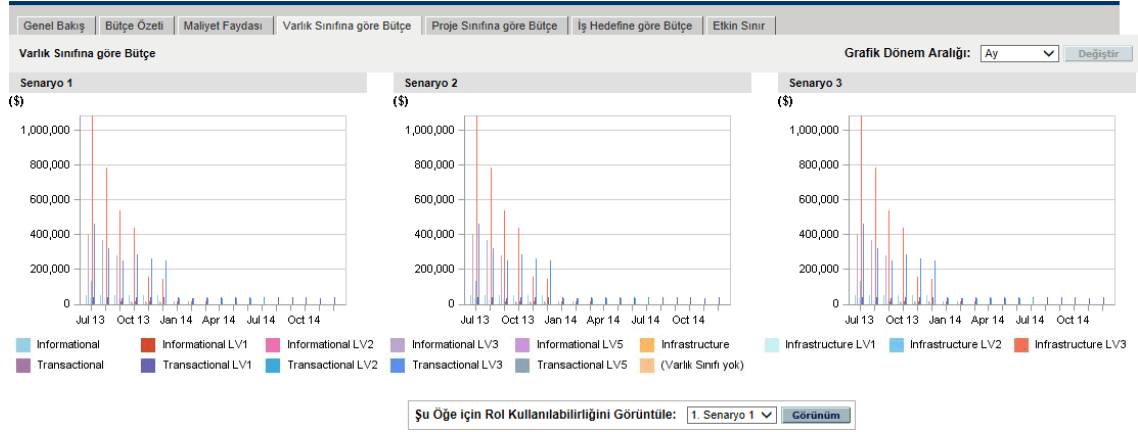 Genel Bakış Bütçe Özeti Maliyet Faydası Varlık Sınıfına göre Bütçe Proje Sınıfına göre Bütçe İş Hedefine göre Bütçe Etkin Sınır
Varlık Sınıfına göre Bütçe Grafik Dönem Aralığı: Ay Değiştir
Senaryo 1 Senaryo 2 Senaryo 3
($) ($) ($)
1,000,000 1,000,000 1,000,000
800,000 800,000 800,000
600,000 600,000 600,000
400,000 400,000 400,000
200,000 200,000 200,000
0 0 0
Jul 13 Oct 13 Jan 14 Apr 14 Jul 14 Oct 14 Jul 13 Oct 13 Jan 14 Apr 14 Jul 14 Oct 14 Jul 13 Oct 13 Jan 14 Apr 14 Jul 14 Oct 14
Informational Informational LV1 Informational LV2 Informational LV3 Informational LV5 Infrastructure Infrastructure LV1 Infrastructure LV2 Infrastructure LV3
Transactional Transactional LV1 Transactional LV2 Transactional LV3 Transactional LV5 (Varlık Sınıfı yok)
Şu Öğe için Rol Kullanılabilirliğini Görüntüle: 1. Senaryo 1 Görünüm